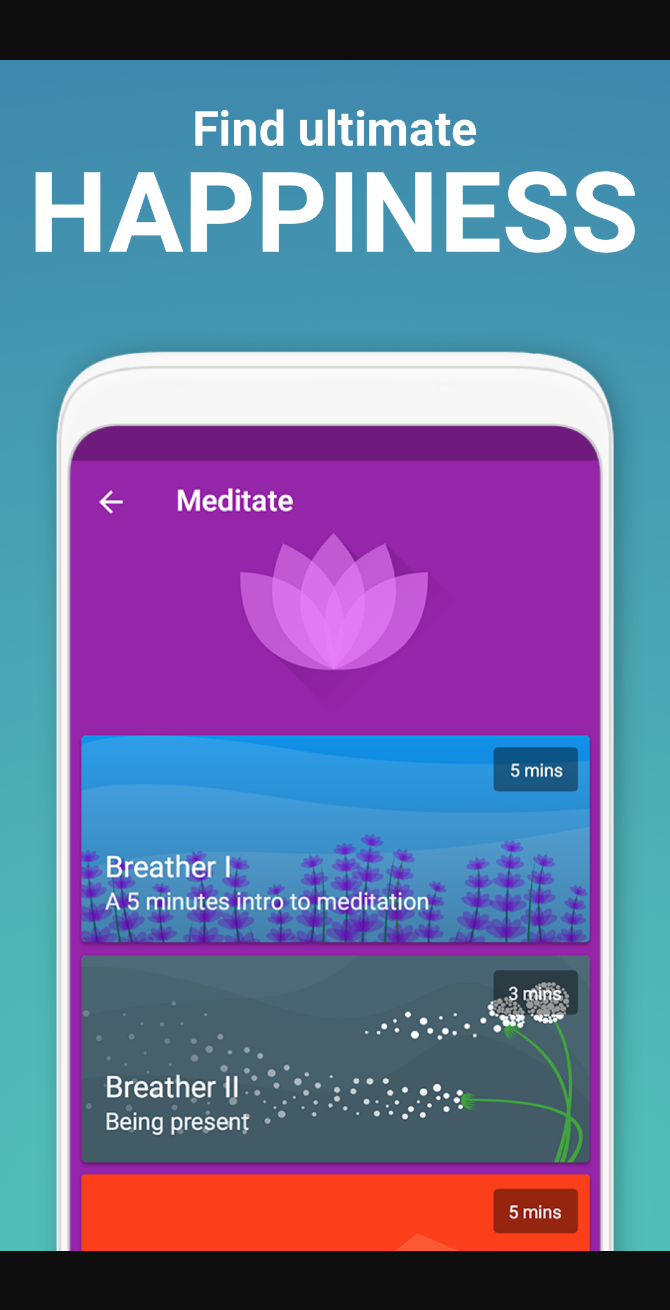 Find ultimate
HAPPINESS
Meditate
5 mins
Breather I
A 5 minutes intro to meditation
3 mins
Breather II
Being present
5 mins